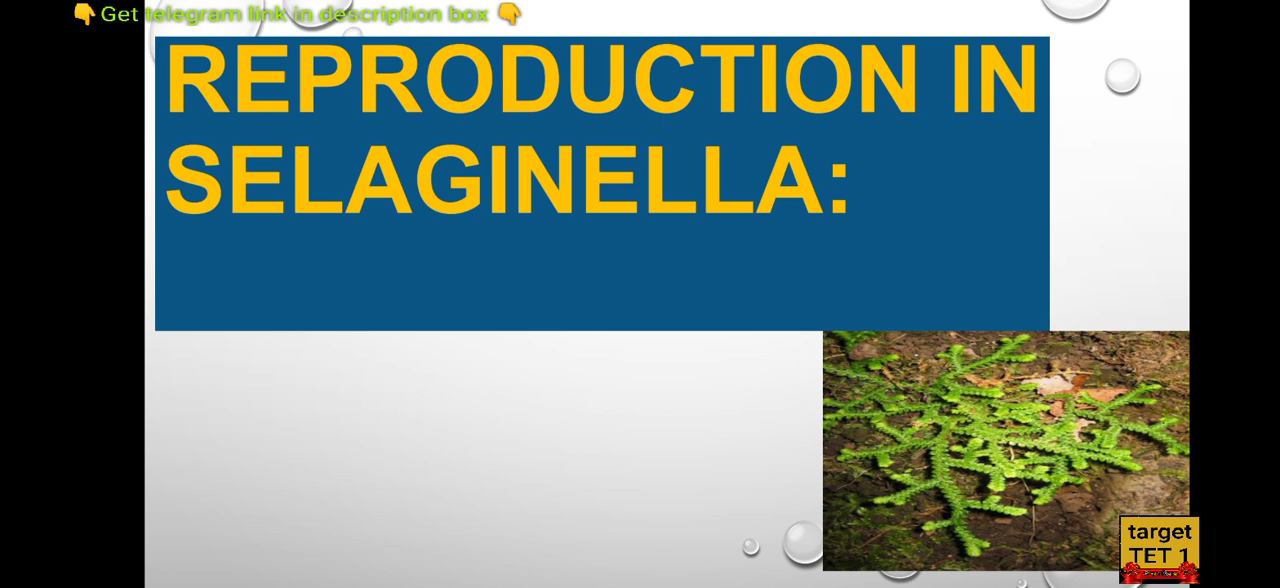 👇 Get telegram link in description box 👇
REPRODUCTION IN
SELAGINELLA:
target
TET 1